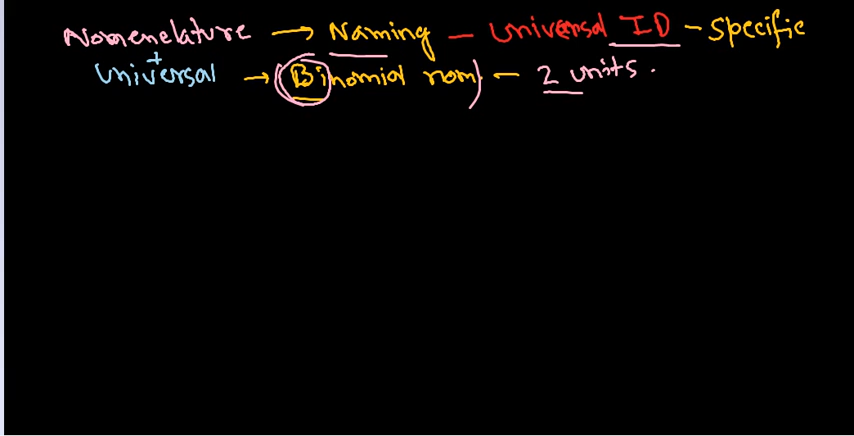 Nomenclature → Naming — Universal ID – Specific
+
Universal → (Binomial nom) — 2 units.